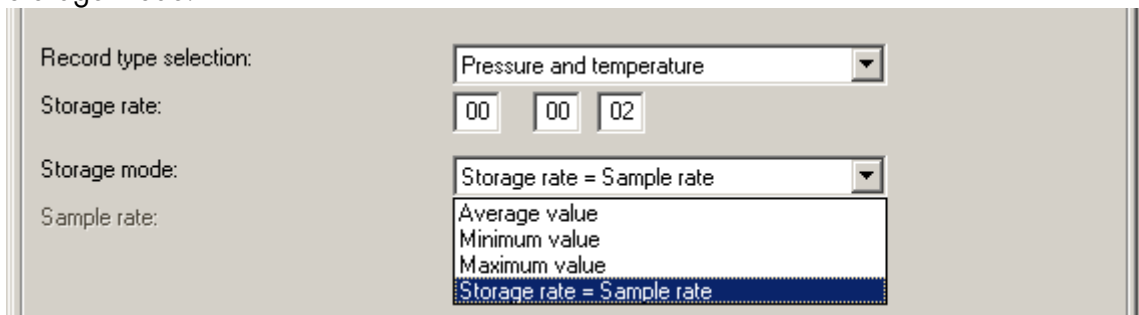 Record type selection: Pressure and temperature
Storage rate: 00 00 02
Storage mode: Storage rate = Sample rate
Sample rate: Average value
Minimum value
Maximum value
Storage rate = Sample rate